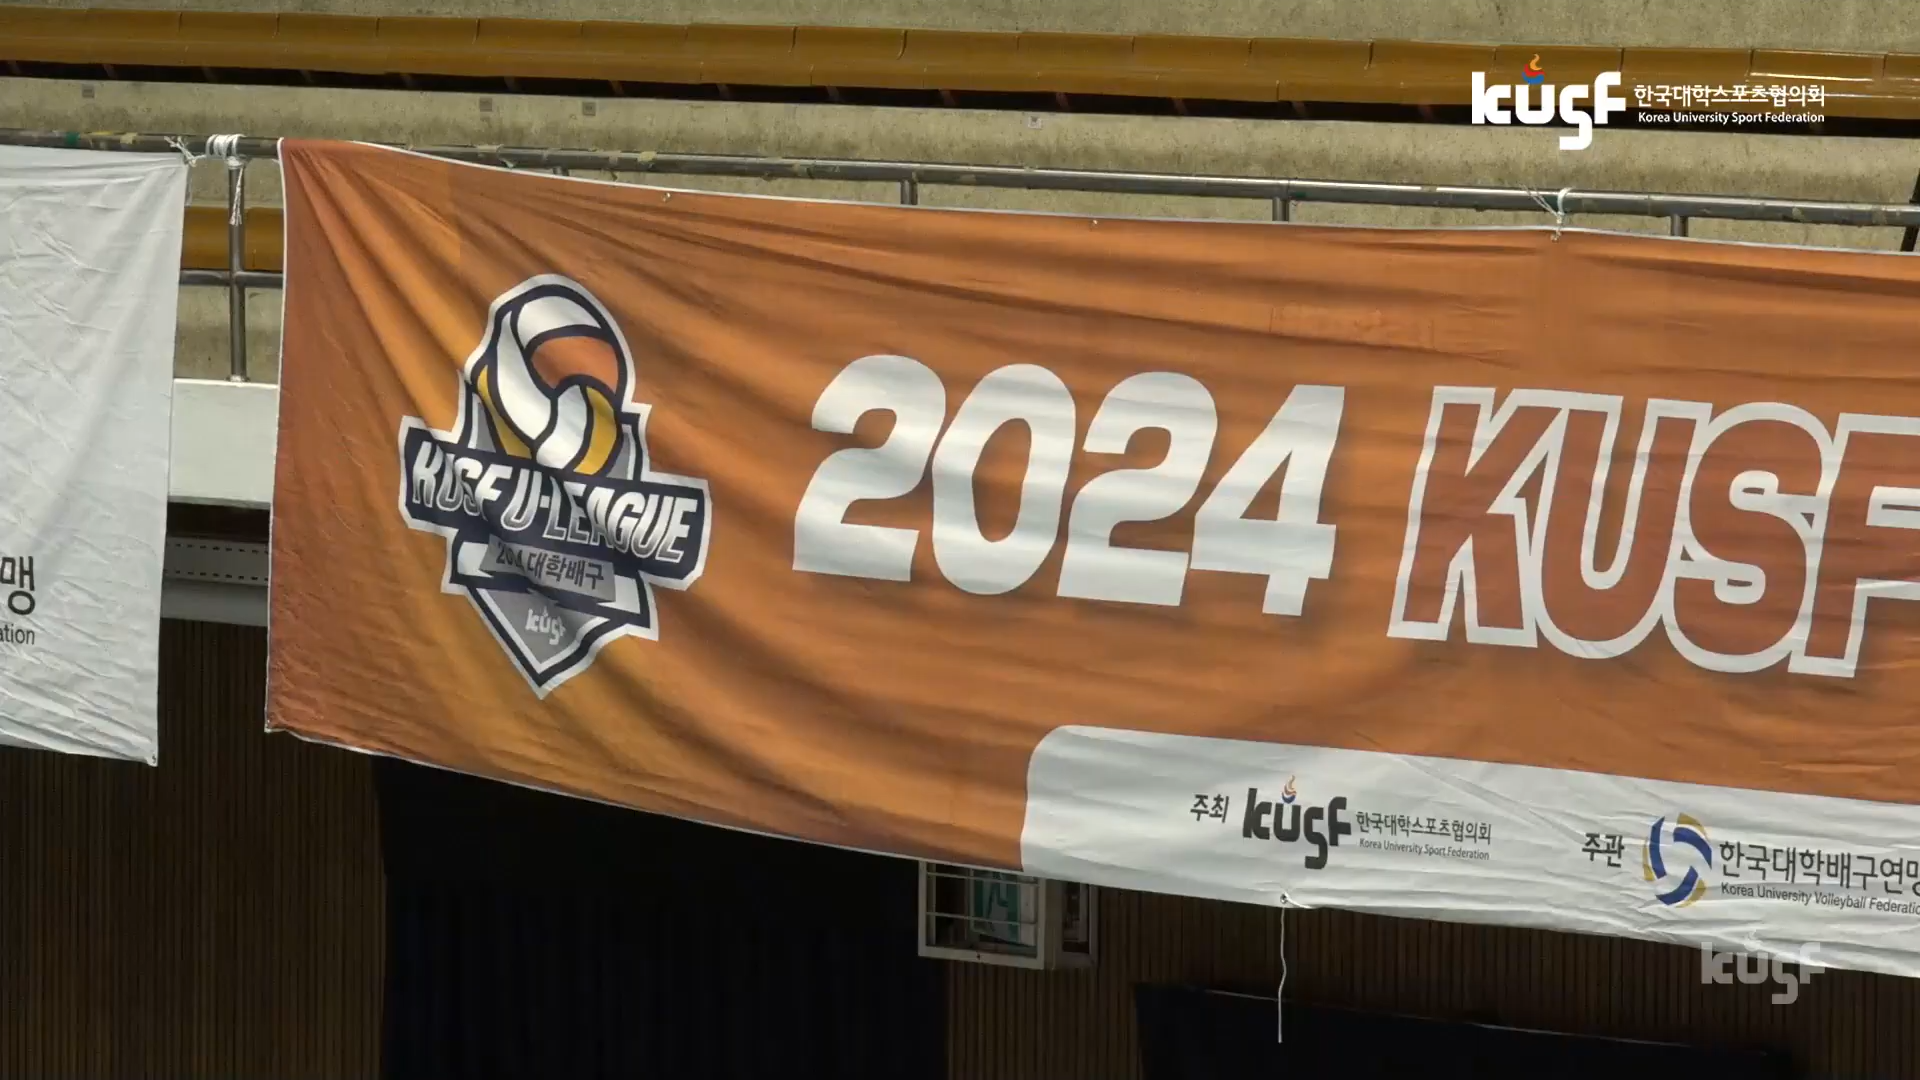 kusf 한국대학스포츠협의회
Korea University Sport Federation
맹
ation
KUSF U-LEAGUE
대학배구
kusf
2024 KUSF
주최 kusf 한국대학스포츠협의회
Korea University Sport Federation
주관 한국대학배구연맹
Korea University Volleyball Federatio
kusf